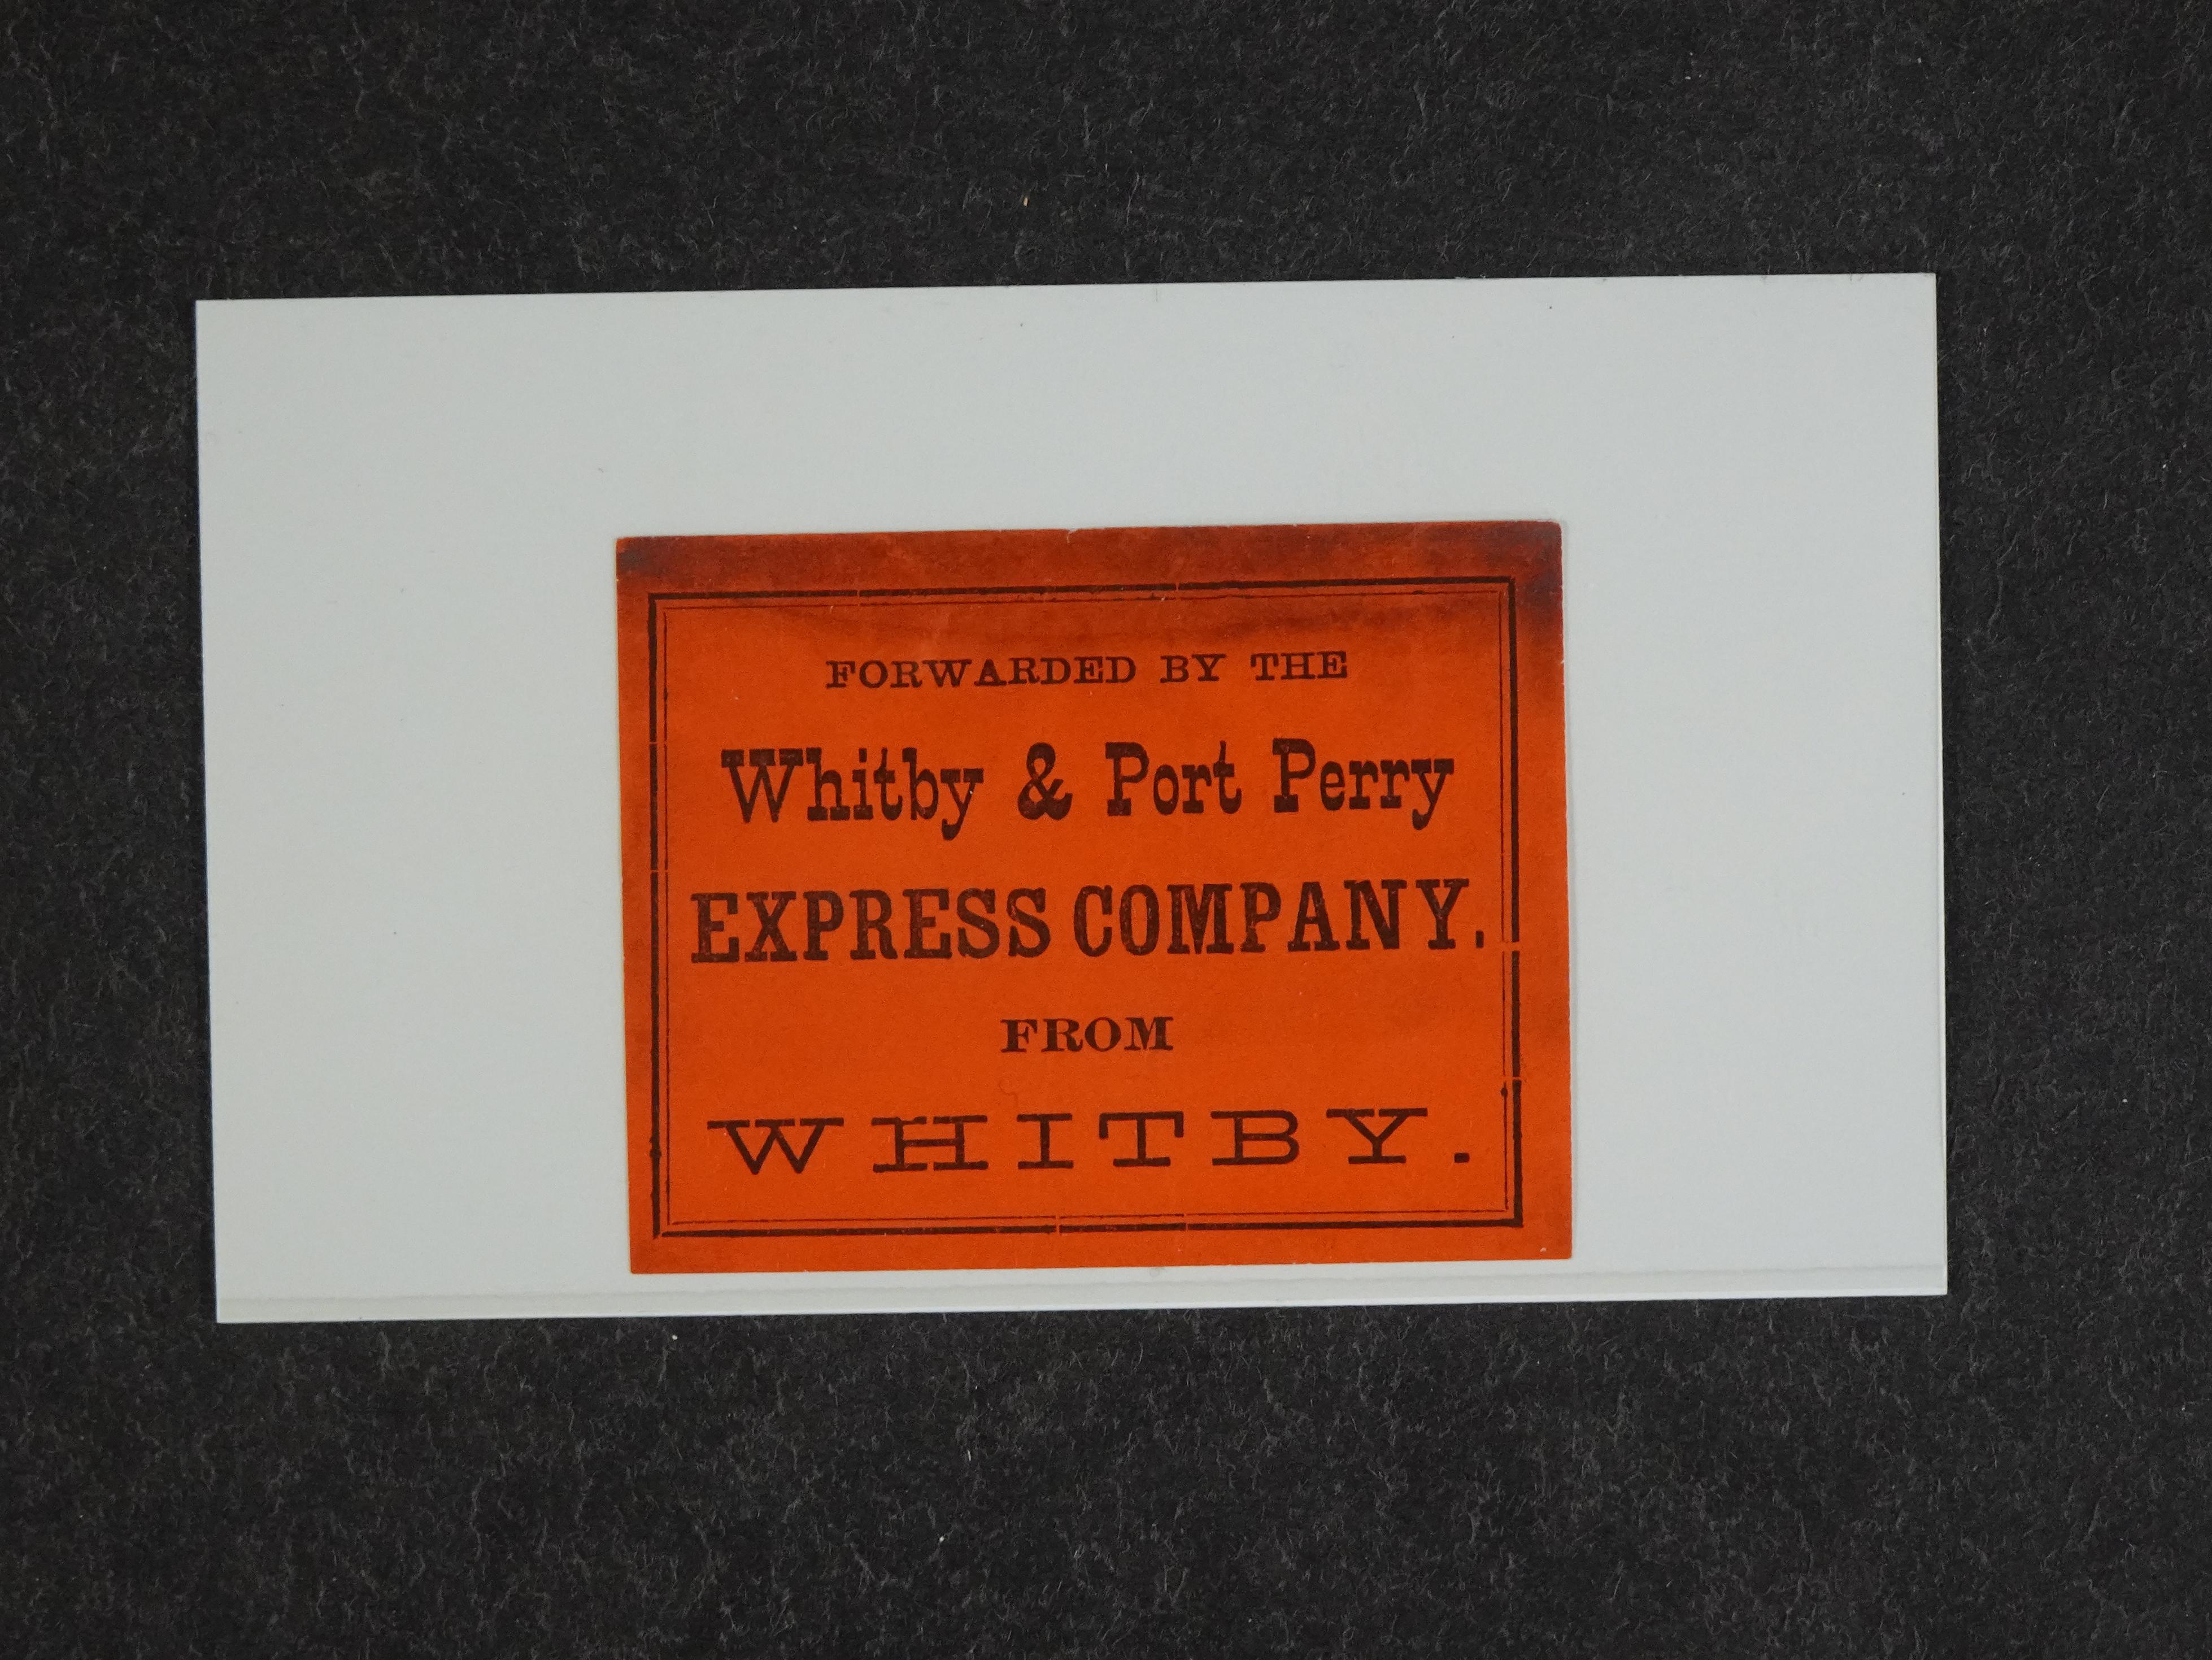 FORWARDED BY THE
Whitby & Port Perry
EXPRESS COMPANY.
FROM
WHITBY.